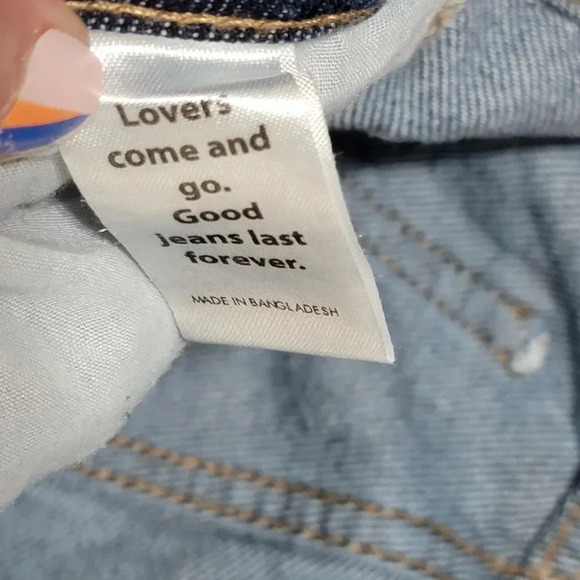 Lovers
come and
go.
Good
jeans last
forever.
MADE IN BANGLADESH